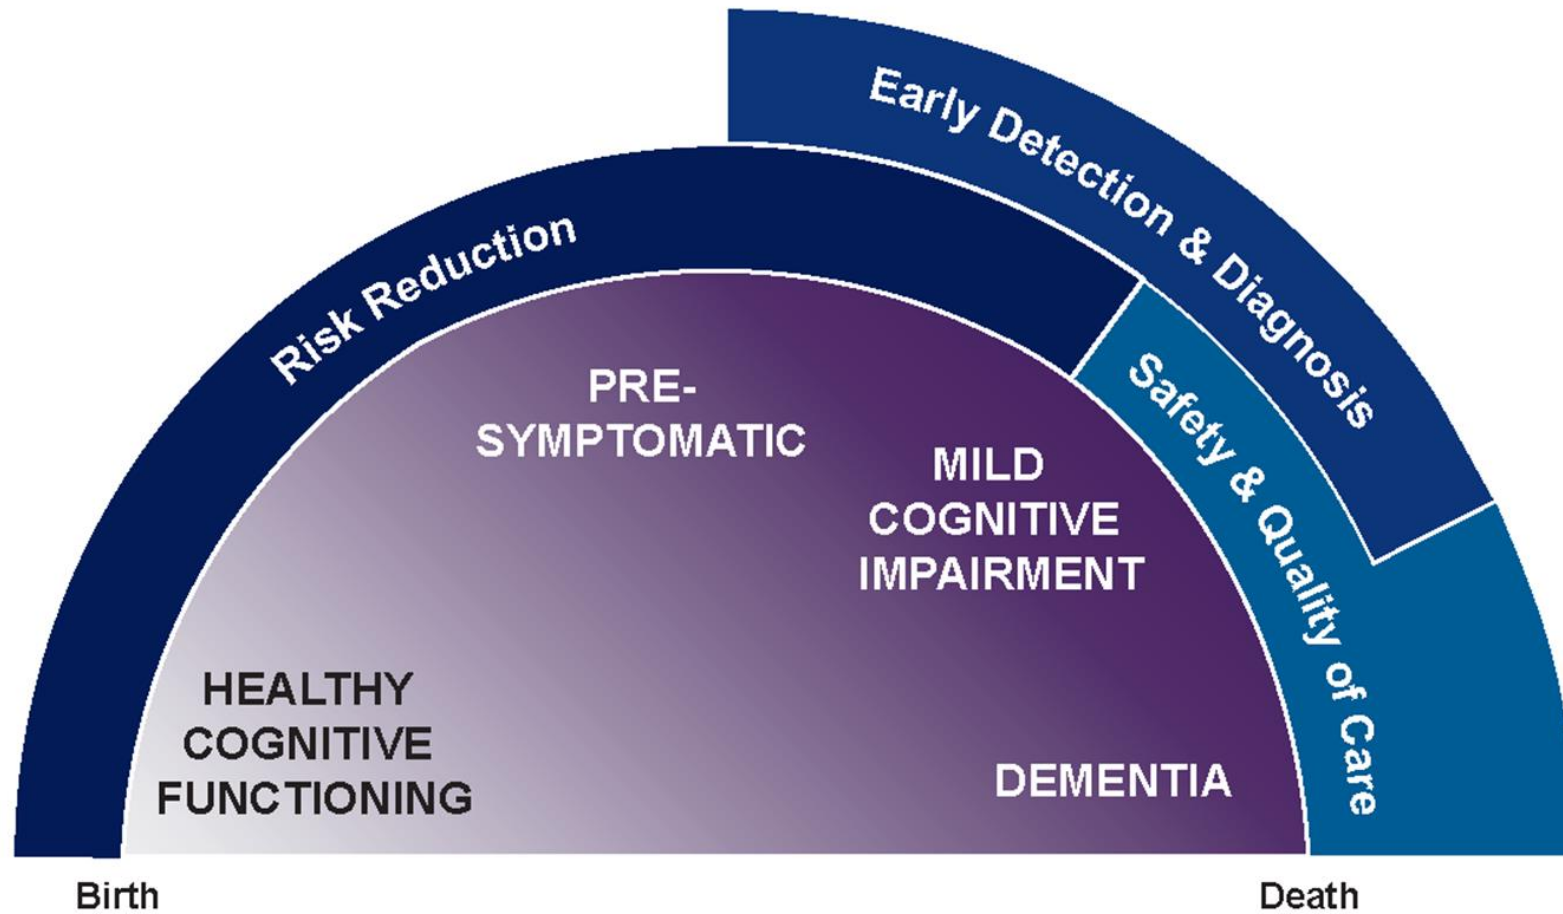 Early Detection & Diagnosis
Risk Reduction
Safety & Quality of Care
PRE-
SYMPTOMATIC
MILD
COGNITIVE
IMPAIRMENT
HEALTHY
COGNITIVE
FUNCTIONING
DEMENTIA
Birth
Death